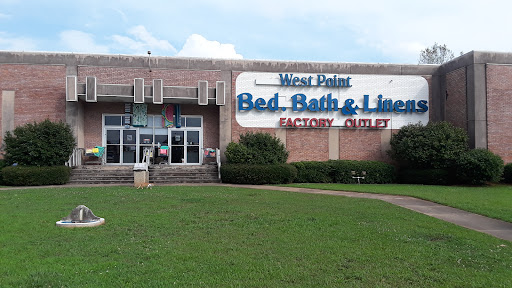 West Point
Bed, Bath & Linens
FACTORY OUTLET